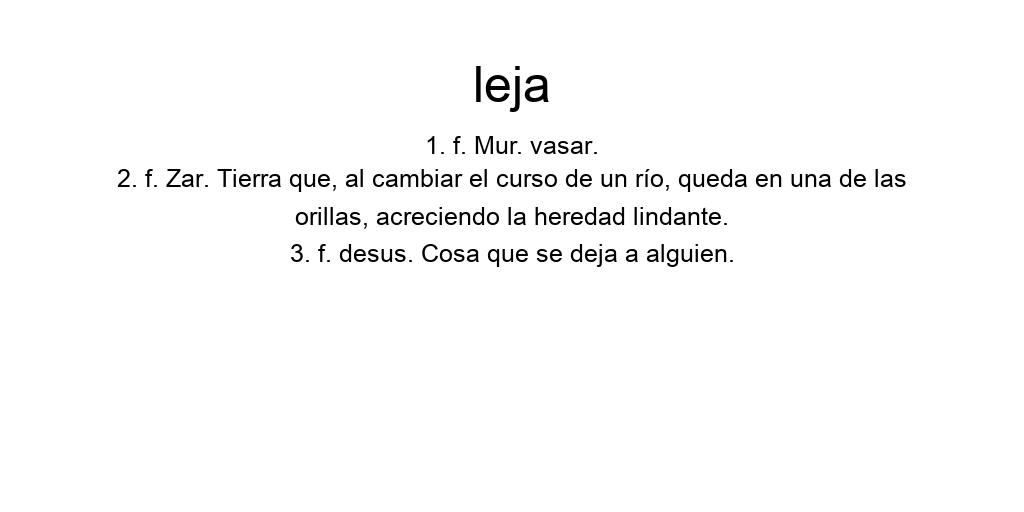 leja
1. f. Mur. vasar.
2. f. Zar. Tierra que, al cambiar el curso de un río, queda en una de las
orillas, acreciendo la heredad lindante.
3. f. desus. Cosa que se deja a alguien.